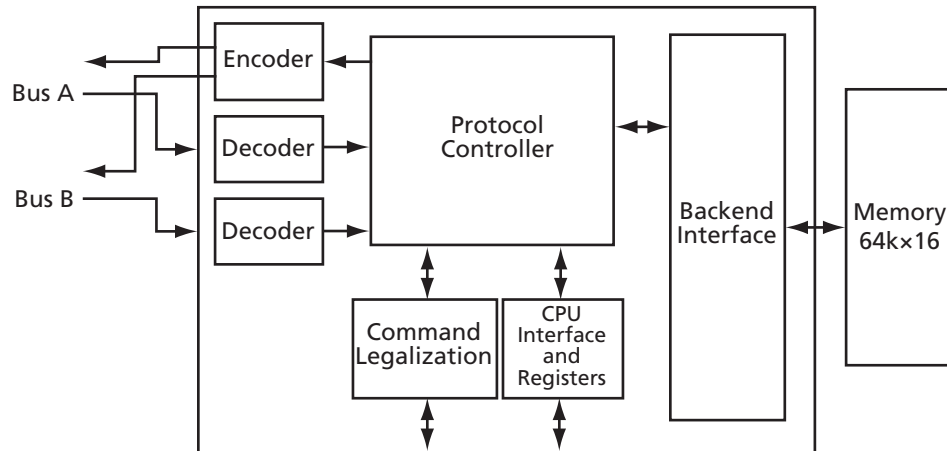 Encoder
Bus A
Decoder
Protocol
Controller
Bus B
Decoder
Backend
Interface
Memory
64k×16
Command
Legalization
CPU
Interface
and
Registers